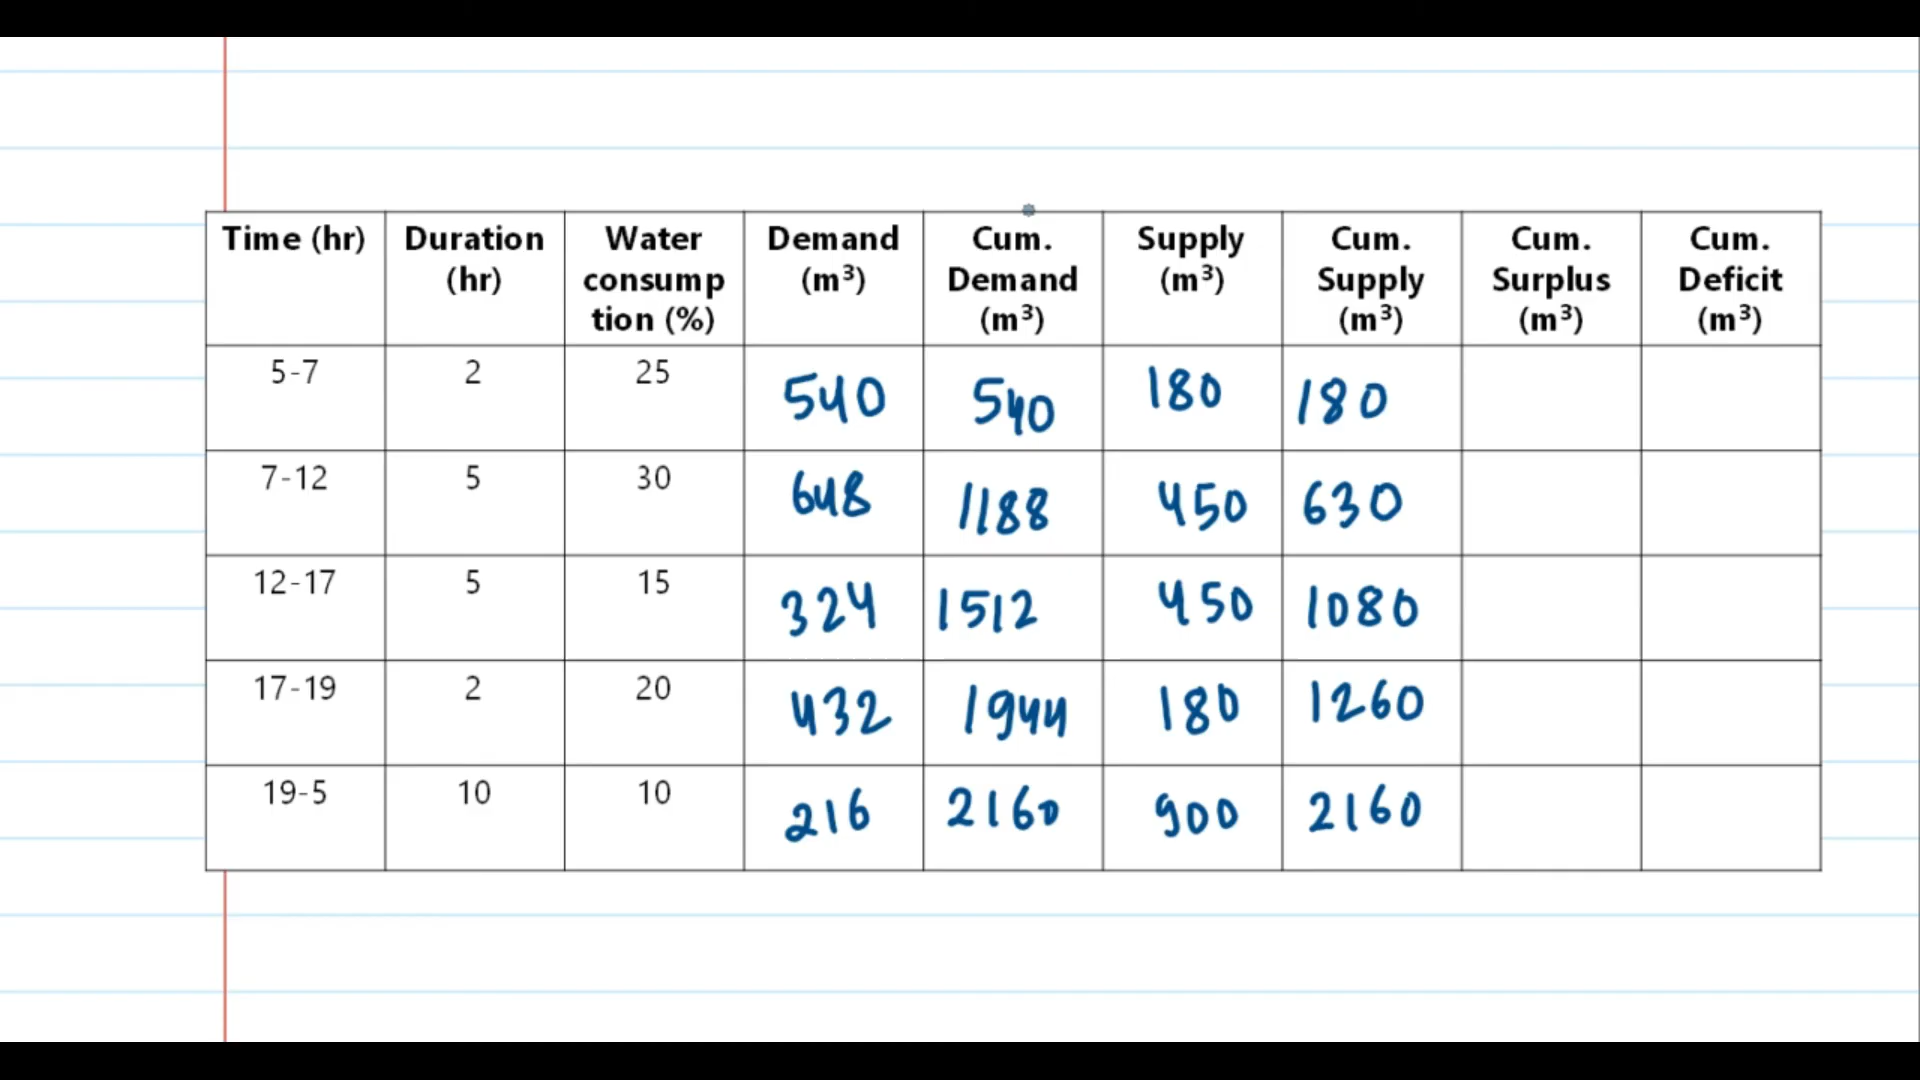 Time (hr) Duration (hr) Water consump tion (%) Demand (m³) Cum. Demand (m³) Supply (m³) Cum. Supply (m³) Cum. Surplus (m³) Cum. Deficit (m³)
5-7 2 25 540 540 180 180
7-12 5 30 648 1188 450 630
12-17 5 15 324 1512 450 1080
17-19 2 20 432 1944 180 1260
19-5 10 10 216 2160 900 2160